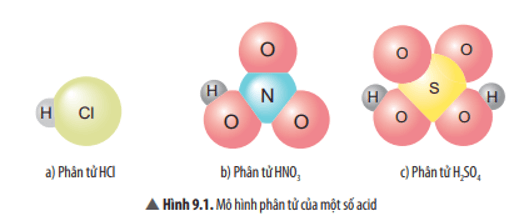 H Cl
O
H N
O O
O O
H S H
O O
a) Phân tử HCl b) Phân tử HNO₃ c) Phân tử H₂SO₄
▲ Hình 9.1. Mô hình phân tử của một số acid